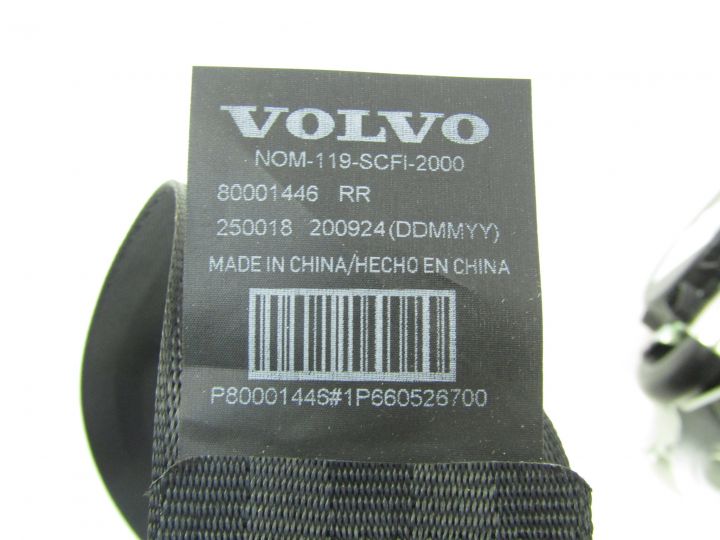 VOLVO
NOM-119-SCFI-2000
80001446 RR
250018 200924(DDMMYY)
MADE IN CHINA/HECHO EN CHINA
P80001446#1P660526700